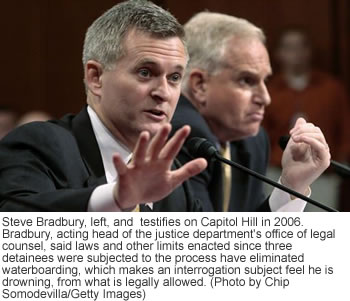 Steve Bradbury, left, and  testifies on Capitol Hill in 2006.
Bradbury, acting head of the justice department's office of legal
counsel, said laws and other limits enacted since three
detainees were subjected to the process have eliminated
waterboarding, which makes an interrogation subject feel he is
drowning, from what is legally allowed. (Photo by Chip
Somodevilla/Getty Images)